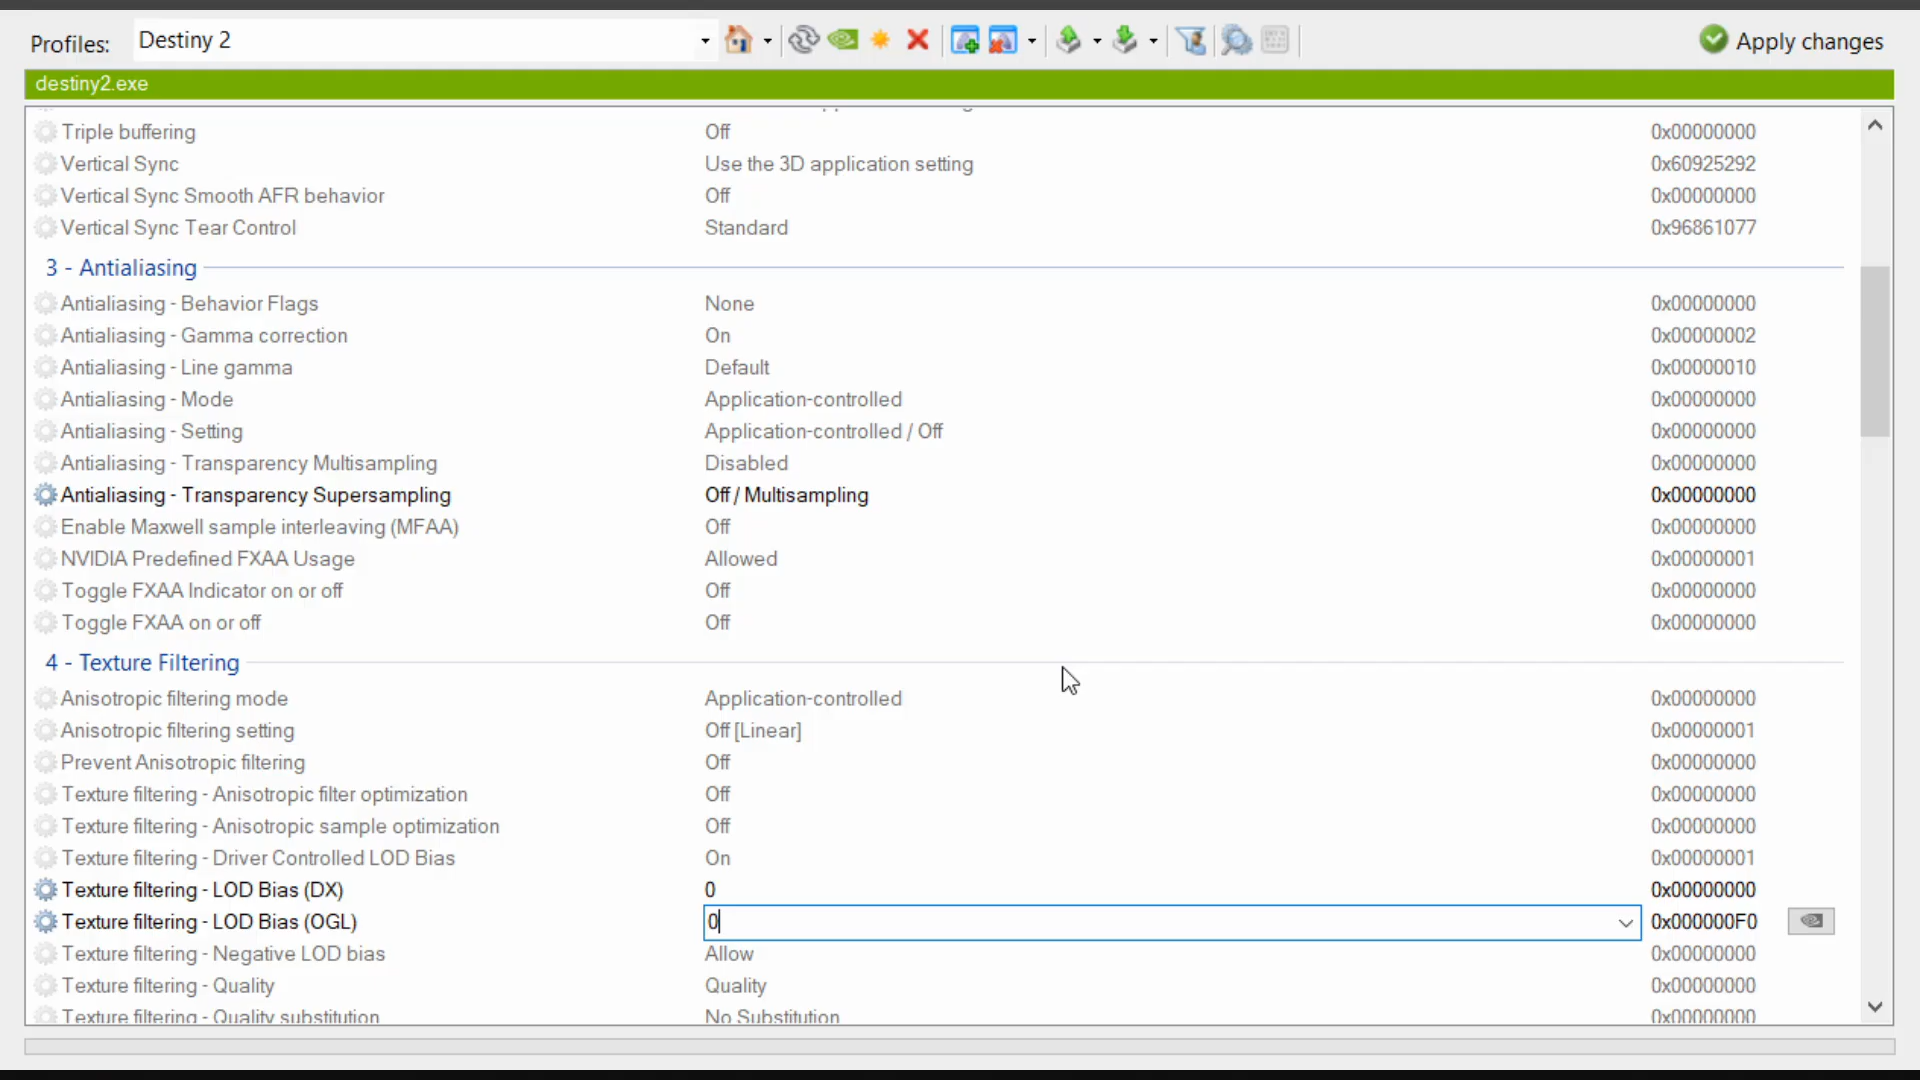 Profiles: Destiny 2 Apply changes
destiny2.exe
Triple buffering Off 0x00000000
Vertical Sync Use the 3D application setting 0x60925292
Vertical Sync Smooth AFR behavior Off 0x00000000
Vertical Sync Tear Control Standard 0x96861077
3 - Antialiasing
Antialiasing - Behavior Flags None 0x00000000
Antialiasing - Gamma correction On 0x00000002
Antialiasing - Line gamma Default 0x00000010
Antialiasing - Mode Application-controlled 0x00000000
Antialiasing - Setting Application-controlled / Off 0x00000000
Antialiasing - Transparency Multisampling Disabled 0x00000000
Antialiasing - Transparency Supersampling Off / Multisampling 0x00000000
Enable Maxwell sample interleaving (MFAA) Off 0x00000000
NVIDIA Predefined FXAA Usage Allowed 0x00000001
Toggle FXAA Indicator on or off Off 0x00000000
Toggle FXAA on or off Off 0x00000000
4 - Texture Filtering
Anisotropic filtering mode Application-controlled 0x00000000
Anisotropic filtering setting Off [Linear] 0x00000001
Prevent Anisotropic filtering Off 0x00000000
Texture filtering - Anisotropic filter optimization Off 0x00000000
Texture filtering - Anisotropic sample optimization Off 0x00000000
Texture filtering - Driver Controlled LOD Bias On 0x00000001
Texture filtering - LOD Bias (DX) 0 0x00000000
Texture filtering - LOD Bias (OGL) 0 0x000000F0
Texture filtering - Negative LOD bias Allow 0x00000000
Texture filtering - Quality Quality 0x00000000
Texture filtering - Quality substitution No Substitution 0x00000000